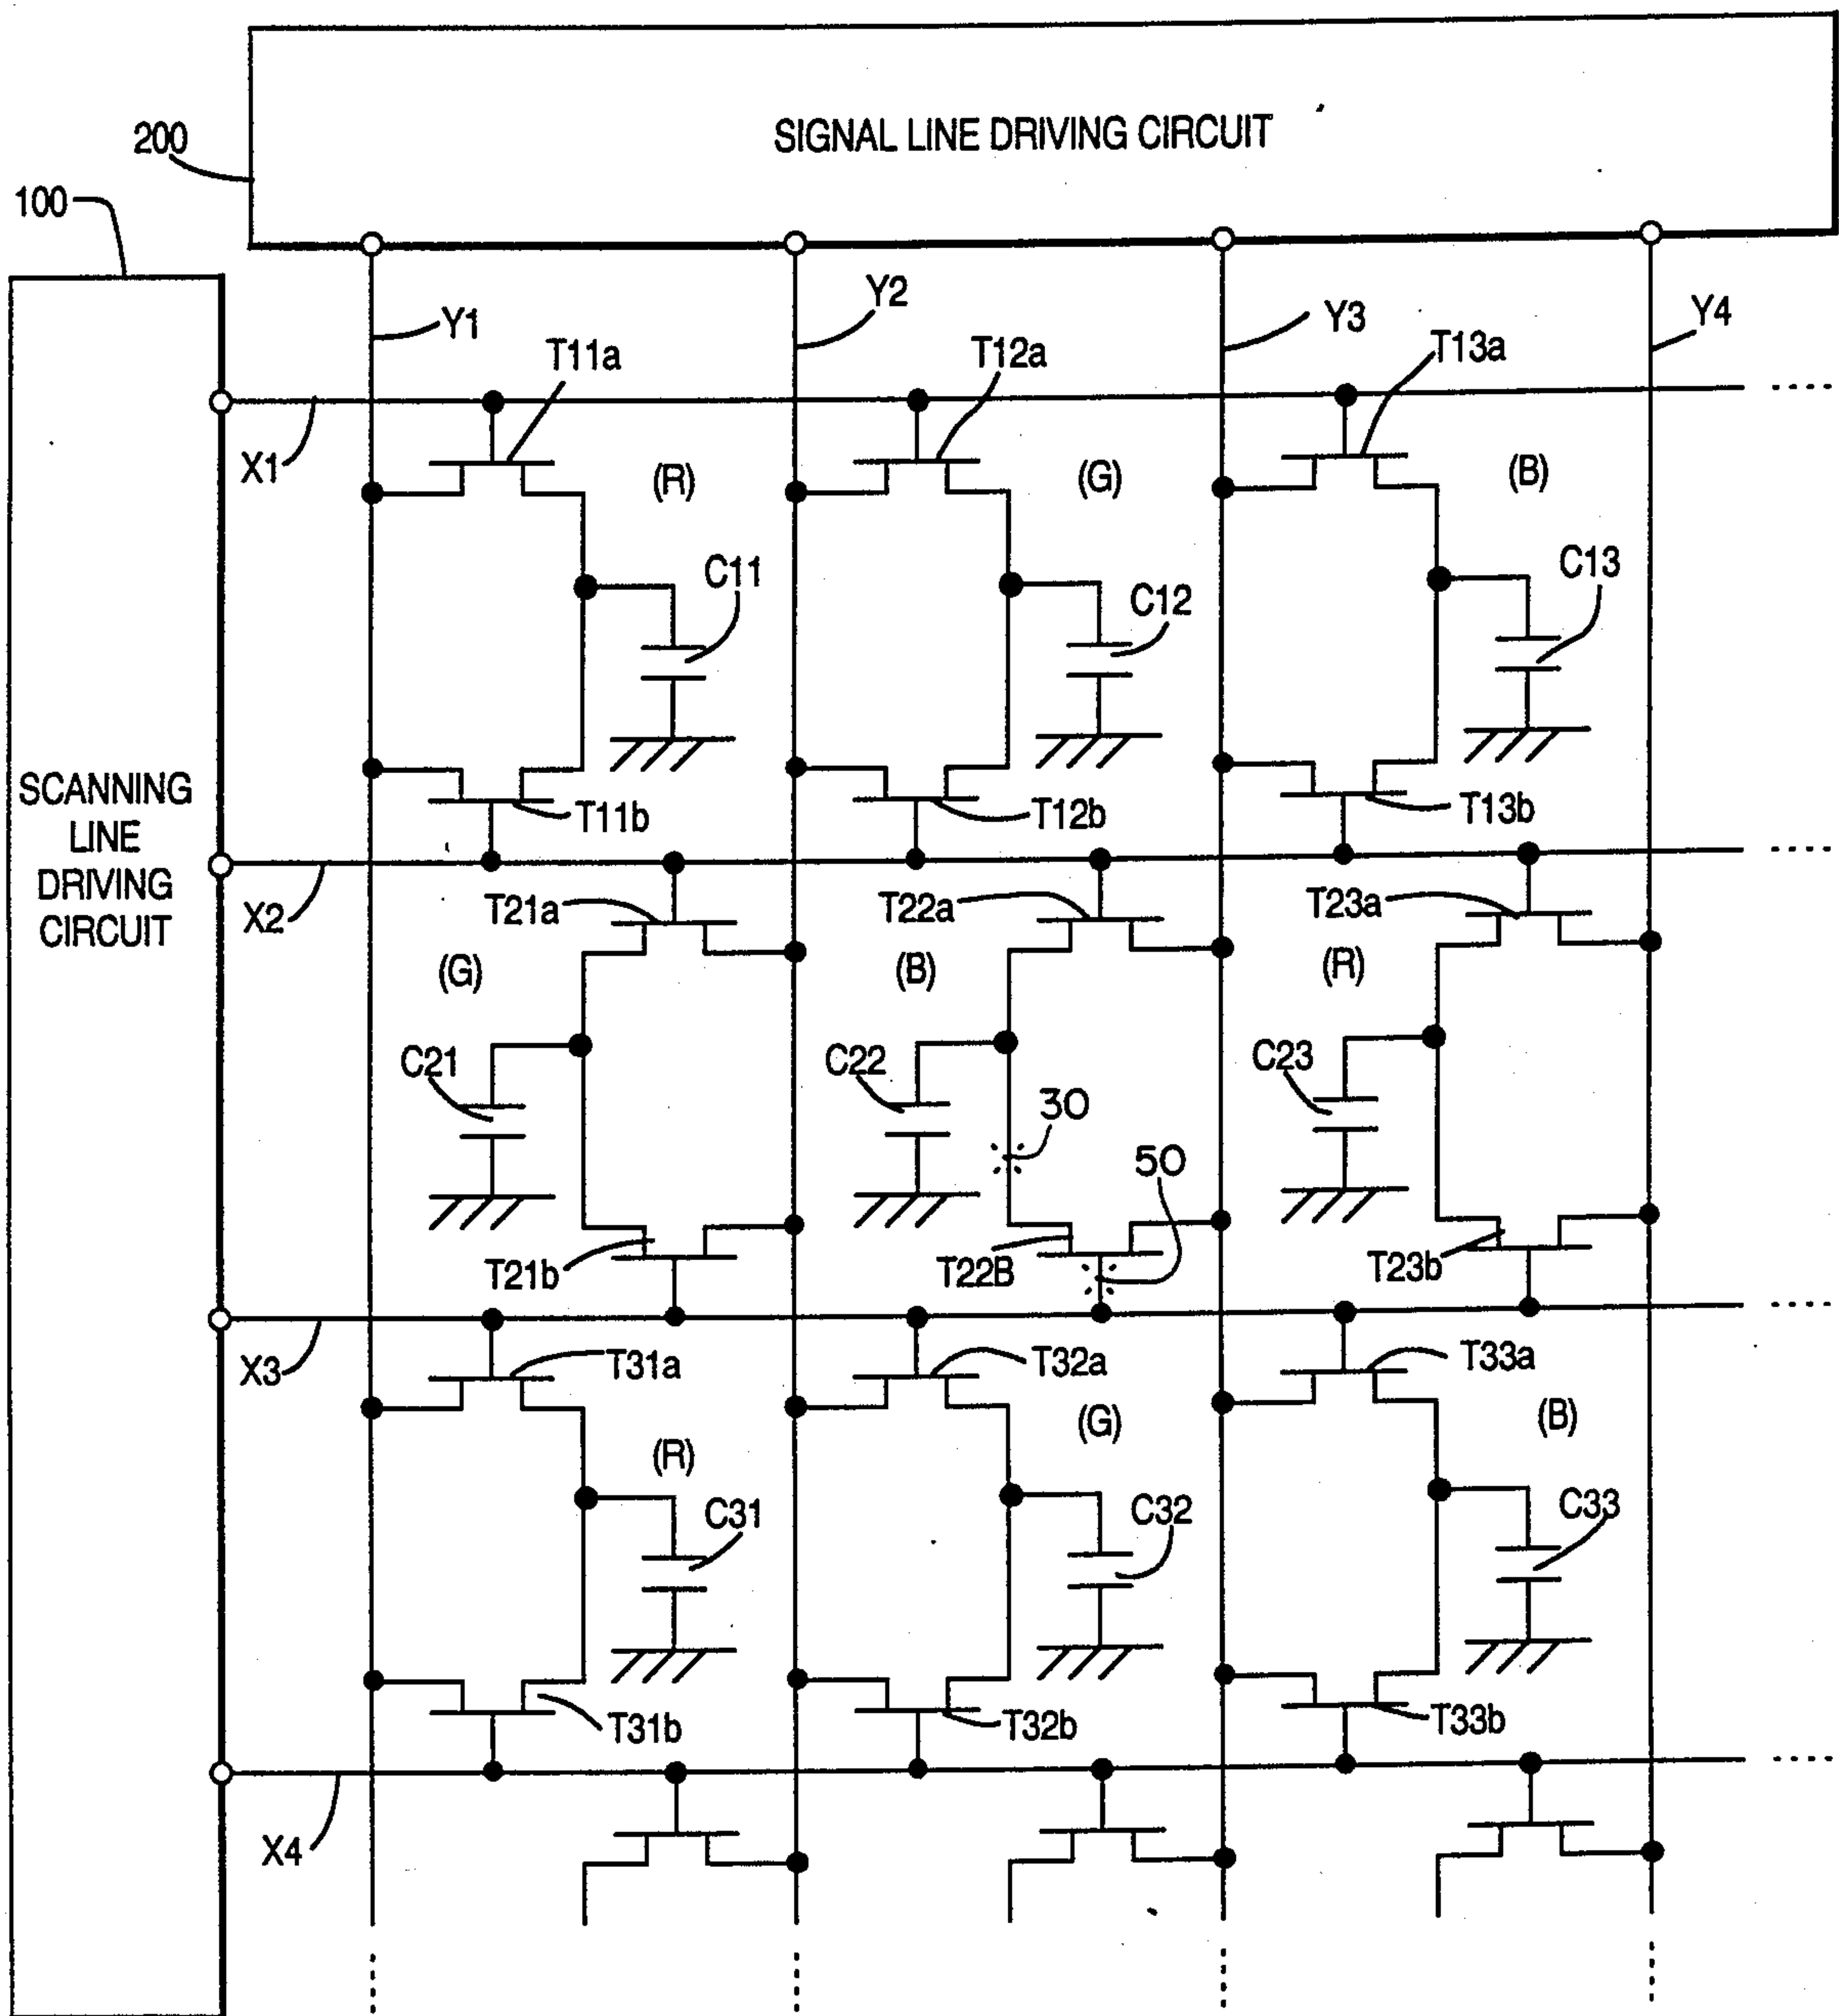 SIGNAL LINE DRIVING CIRCUIT
200
100
Y1
Y2
Y3
Y4
T11a
T12a
T13a
X1
(R)
(G)
(B)
C11
C12
C13
SCANNING
LINE
DRIVING
CIRCUIT
T11b
T12b
T13b
X2
T21a
T22a
T23a
(G)
(B)
(R)
C21
C22
C23
30
50
T21b
T22B
T23b
X3
T31a
T32a
T33a
(R)
(G)
(B)
C31
C32
C33
T31b
T32b
T33b
X4